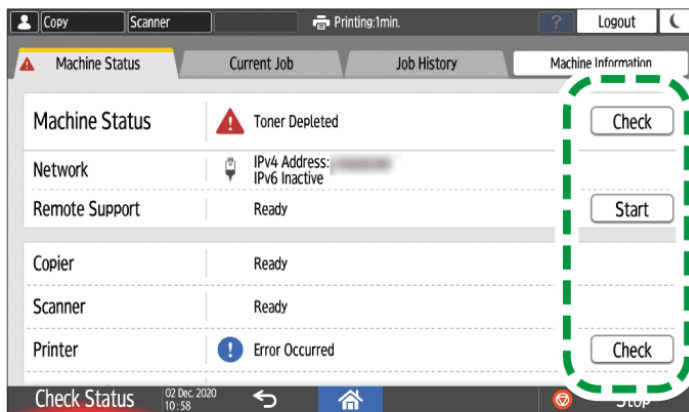 Copy Scanner Printing:1min. ? Logout
Machine Status Current Job Job History Machine Information
Machine Status Toner Depleted Check
Network IPv4 Address:
IPv6 Inactive
Remote Support Ready Start
Copier Ready
Scanner Ready
Printer Error Occurred Check
Check Status 02 Dec. 2020
10:58 Stop